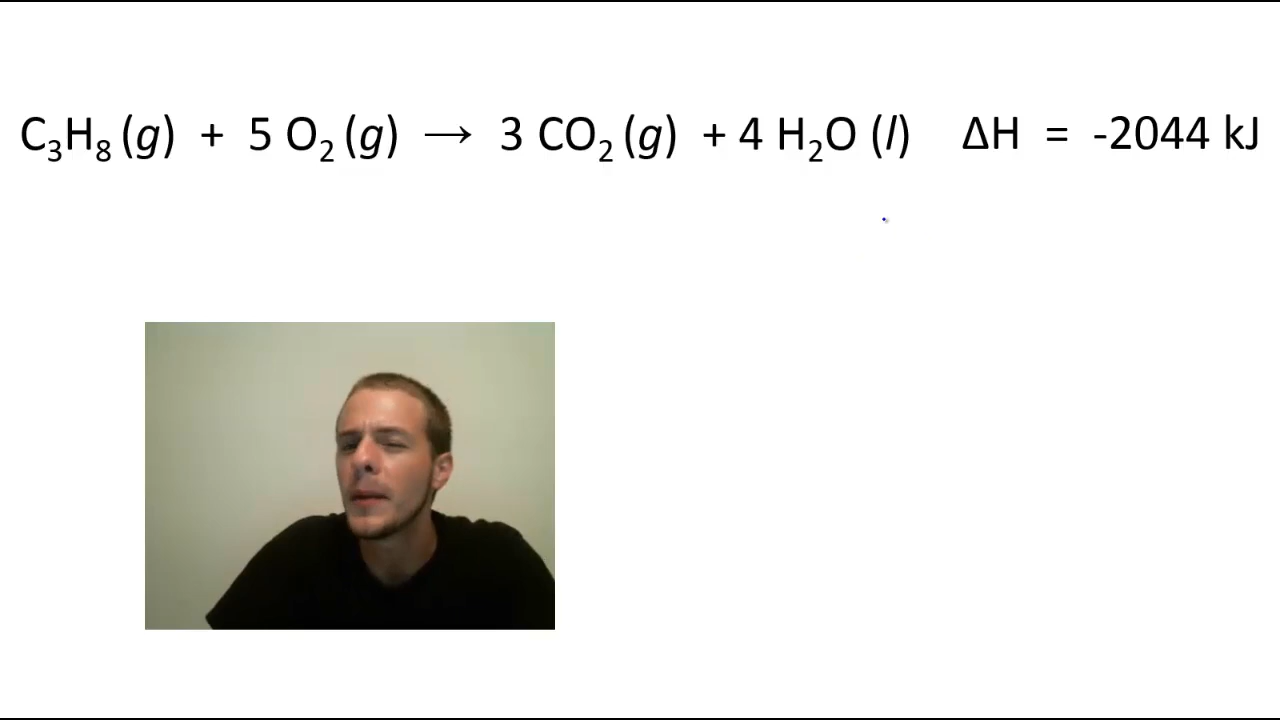 C₃H₈ (g) + 5 O₂ (g) → 3 CO₂ (g) + 4 H₂O (l) ΔH = -2044 kJ